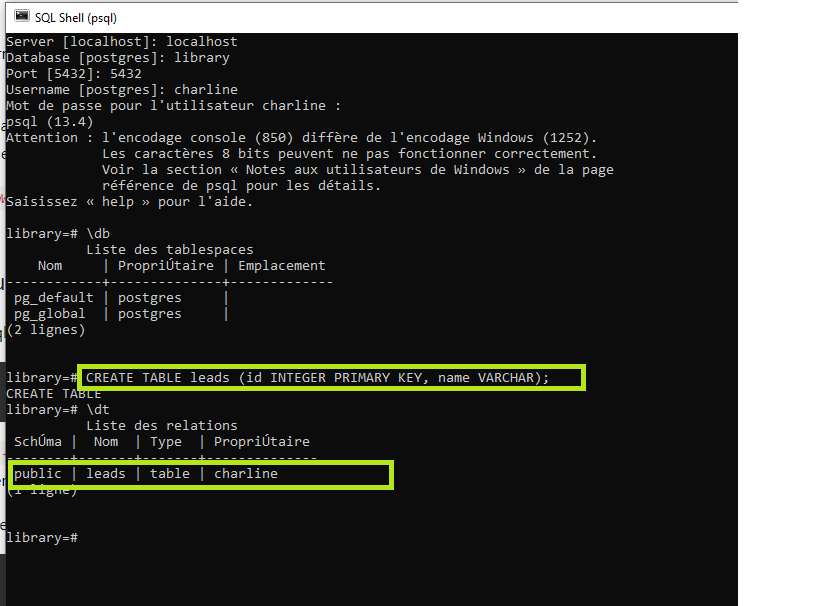 SQL Shell (psql)
Server [localhost]: localhost
Database [postgres]: library
Port [5432]: 5432
Username [postgres]: charline
Mot de passe pour l'utilisateur charline :
psql (13.4)
Attention : l'encodage console (850) diffère de l'encodage Windows (1252).
Les caractères 8 bits peuvent ne pas fonctionner correctement.
Voir la section « Notes aux utilisateurs de Windows » de la page
référence de psql pour les détails.
Saisissez « help » pour l'aide.
library=# \db
Liste des tablespaces
Nom | PropriÚtaire | Emplacement
------------+--------------+-------------
pg_default | postgres |
pg_global | postgres |
(2 lignes)
library=# CREATE TABLE leads (id INTEGER PRIMARY KEY, name VARCHAR);
CREATE TABLE
library=# \dt
Liste des relations
SchÚma | Nom | Type | PropriÚtaire
--------+-------+-------+--------------
public | leads | table | charline
(1 ligne)
library=#